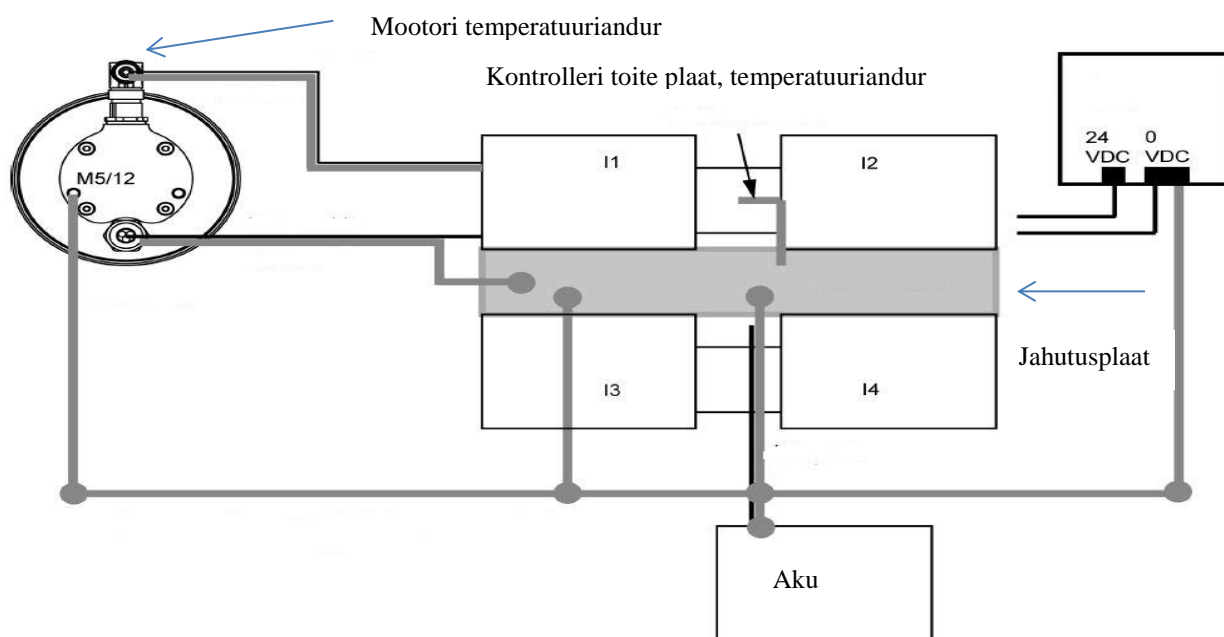 Mootori temperatuuriandur
Kontrolleri toite plaat, temperatuuriandur
24 0
VDC VDC
I1
I2
M5/12
Jahutusplaat
I3
I4
Aku